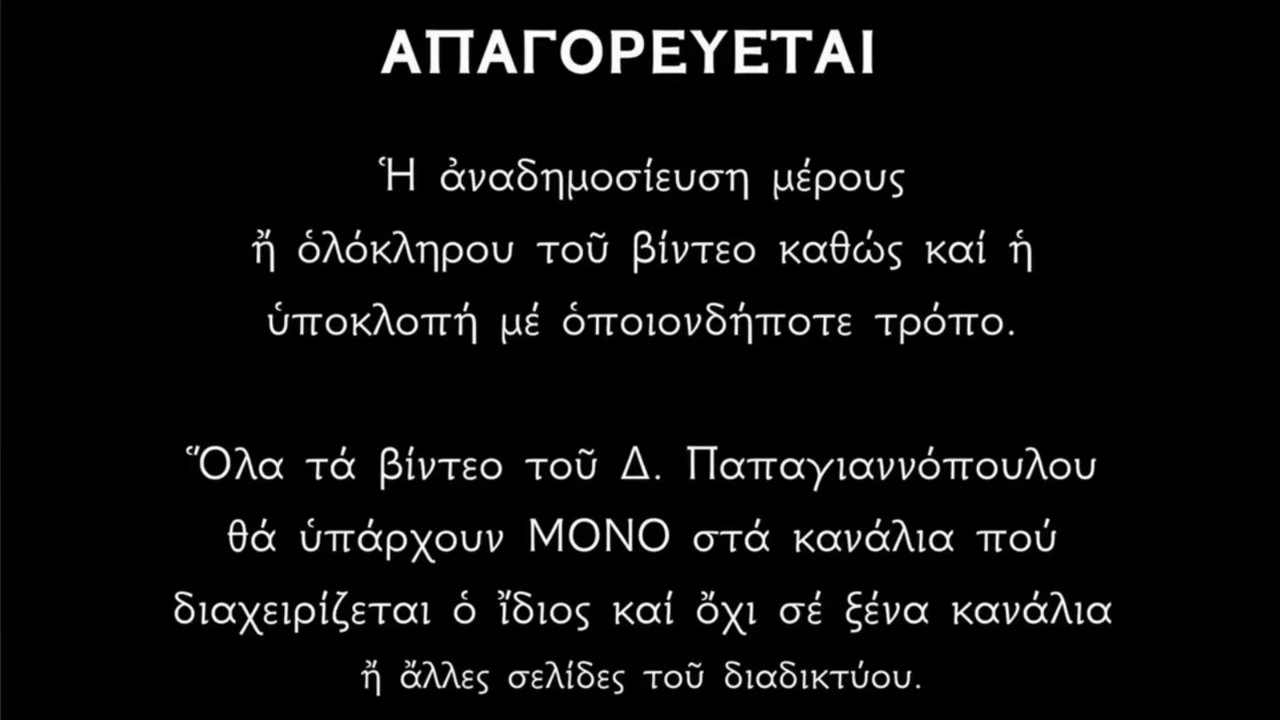 ΑΠΑΓΟΡΕΥΕΤΑΙ
Ἡ ἀναδημοσίευση μέρους
ἤ ὁλόκληρου τοῦ βίντεο καθώς καί ἡ
ὑποκλοπή μέ ὁποιονδήποτε τρόπο.
Ὅλα τά βίντεο τοῦ Δ. Παπαγιαννόπουλου
θά ὑπάρχουν ΜΟΝΟ στά κανάλια πού
διαχειρίζεται ὁ ἴδιος καί ὄχι σέ ξένα κανάλια
ἤ ἄλλες σελίδες τοῦ διαδικτύου.